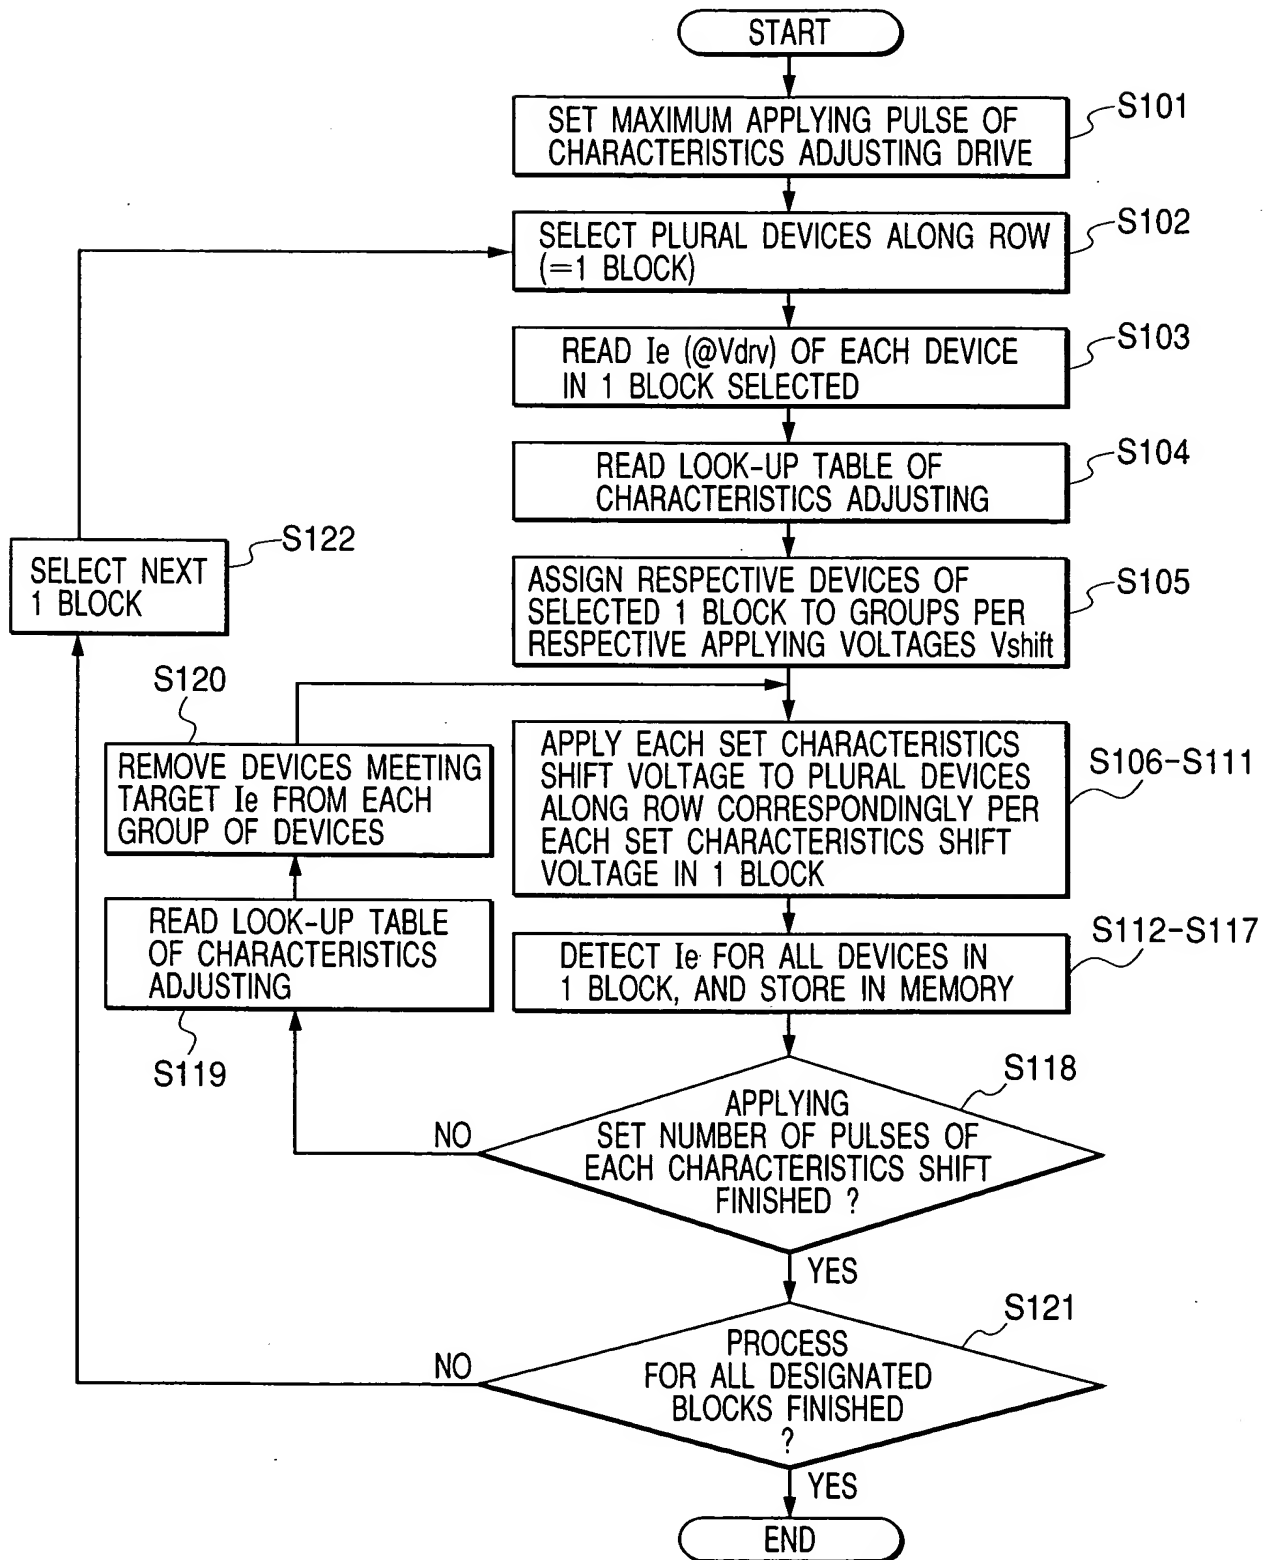 START
SET MAXIMUM APPLYING PULSE OF
CHARACTERISTICS ADJUSTING DRIVE
S101
SELECT PLURAL DEVICES ALONG ROW
(=1 BLOCK)
S102
READ Ie (@Vdrv) OF EACH DEVICE
IN 1 BLOCK SELECTED
S103
READ LOOK-UP TABLE OF
CHARACTERISTICS ADJUSTING
S104
SELECT NEXT
1 BLOCK
S122
ASSIGN RESPECTIVE DEVICES OF
SELECTED 1 BLOCK TO GROUPS PER
RESPECTIVE APPLYING VOLTAGES Vshift
S105
S120
REMOVE DEVICES MEETING
TARGET Ie FROM EACH
GROUP OF DEVICES
APPLY EACH SET CHARACTERISTICS
SHIFT VOLTAGE TO PLURAL DEVICES
ALONG ROW CORRESPONDINGLY PER
EACH SET CHARACTERISTICS SHIFT
VOLTAGE IN 1 BLOCK
S106-S111
READ LOOK-UP TABLE
OF CHARACTERISTICS
ADJUSTING
S119
DETECT Ie FOR ALL DEVICES IN
1 BLOCK, AND STORE IN MEMORY
S112-S117
APPLYING
SET NUMBER OF PULSES OF
EACH CHARACTERISTICS SHIFT
FINISHED ?
S118
NO
YES
PROCESS
FOR ALL DESIGNATED
BLOCKS FINISHED
?
S121
NO
YES
END